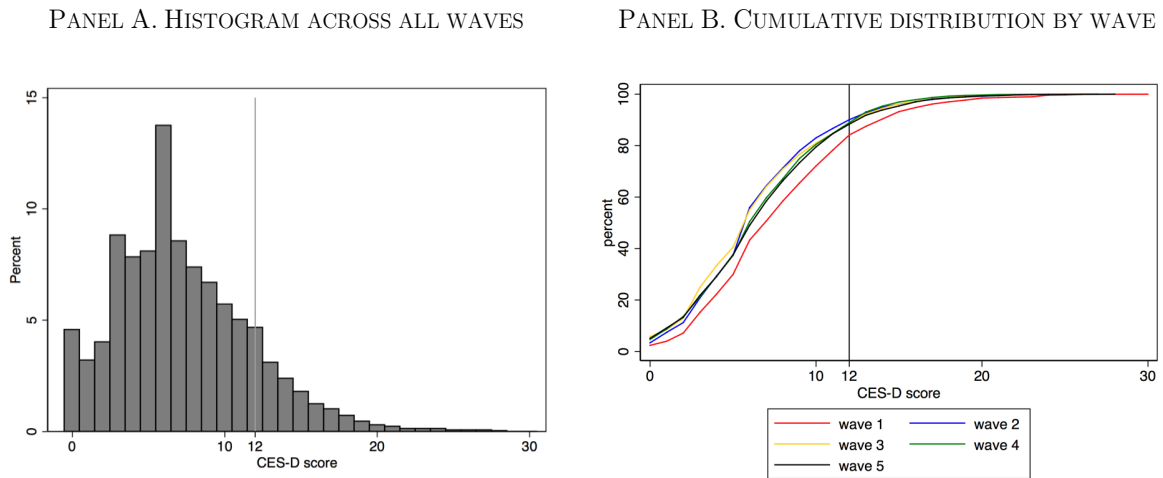 PANEL A. HISTOGRAM ACROSS ALL WAVES
15
10
5
0
Percent
0 10 12 20 30
CES-D score
PANEL B. CUMULATIVE DISTRIBUTION BY WAVE
100
80
60
40
20
0
percent
0 10 12 20 30
CES-D score
wave 1 wave 2
wave 3 wave 4
wave 5